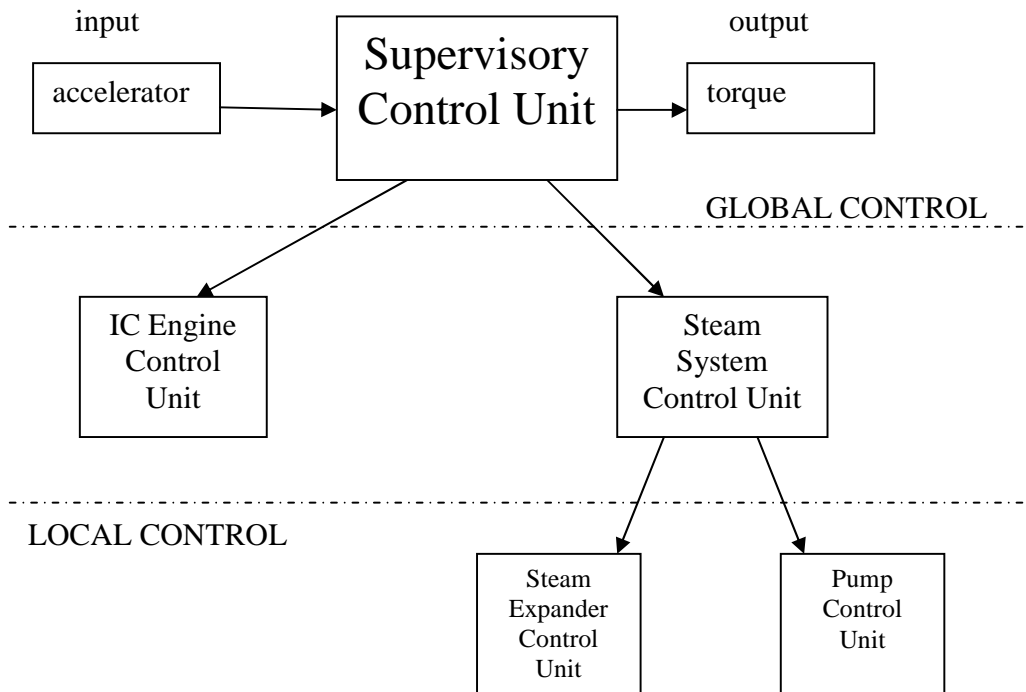 input
output
accelerator
Supervisory
Control Unit
torque
GLOBAL CONTROL
IC Engine
Control
Unit
Steam
System
Control Unit
LOCAL CONTROL
Steam
Expander
Control
Unit
Pump
Control
Unit